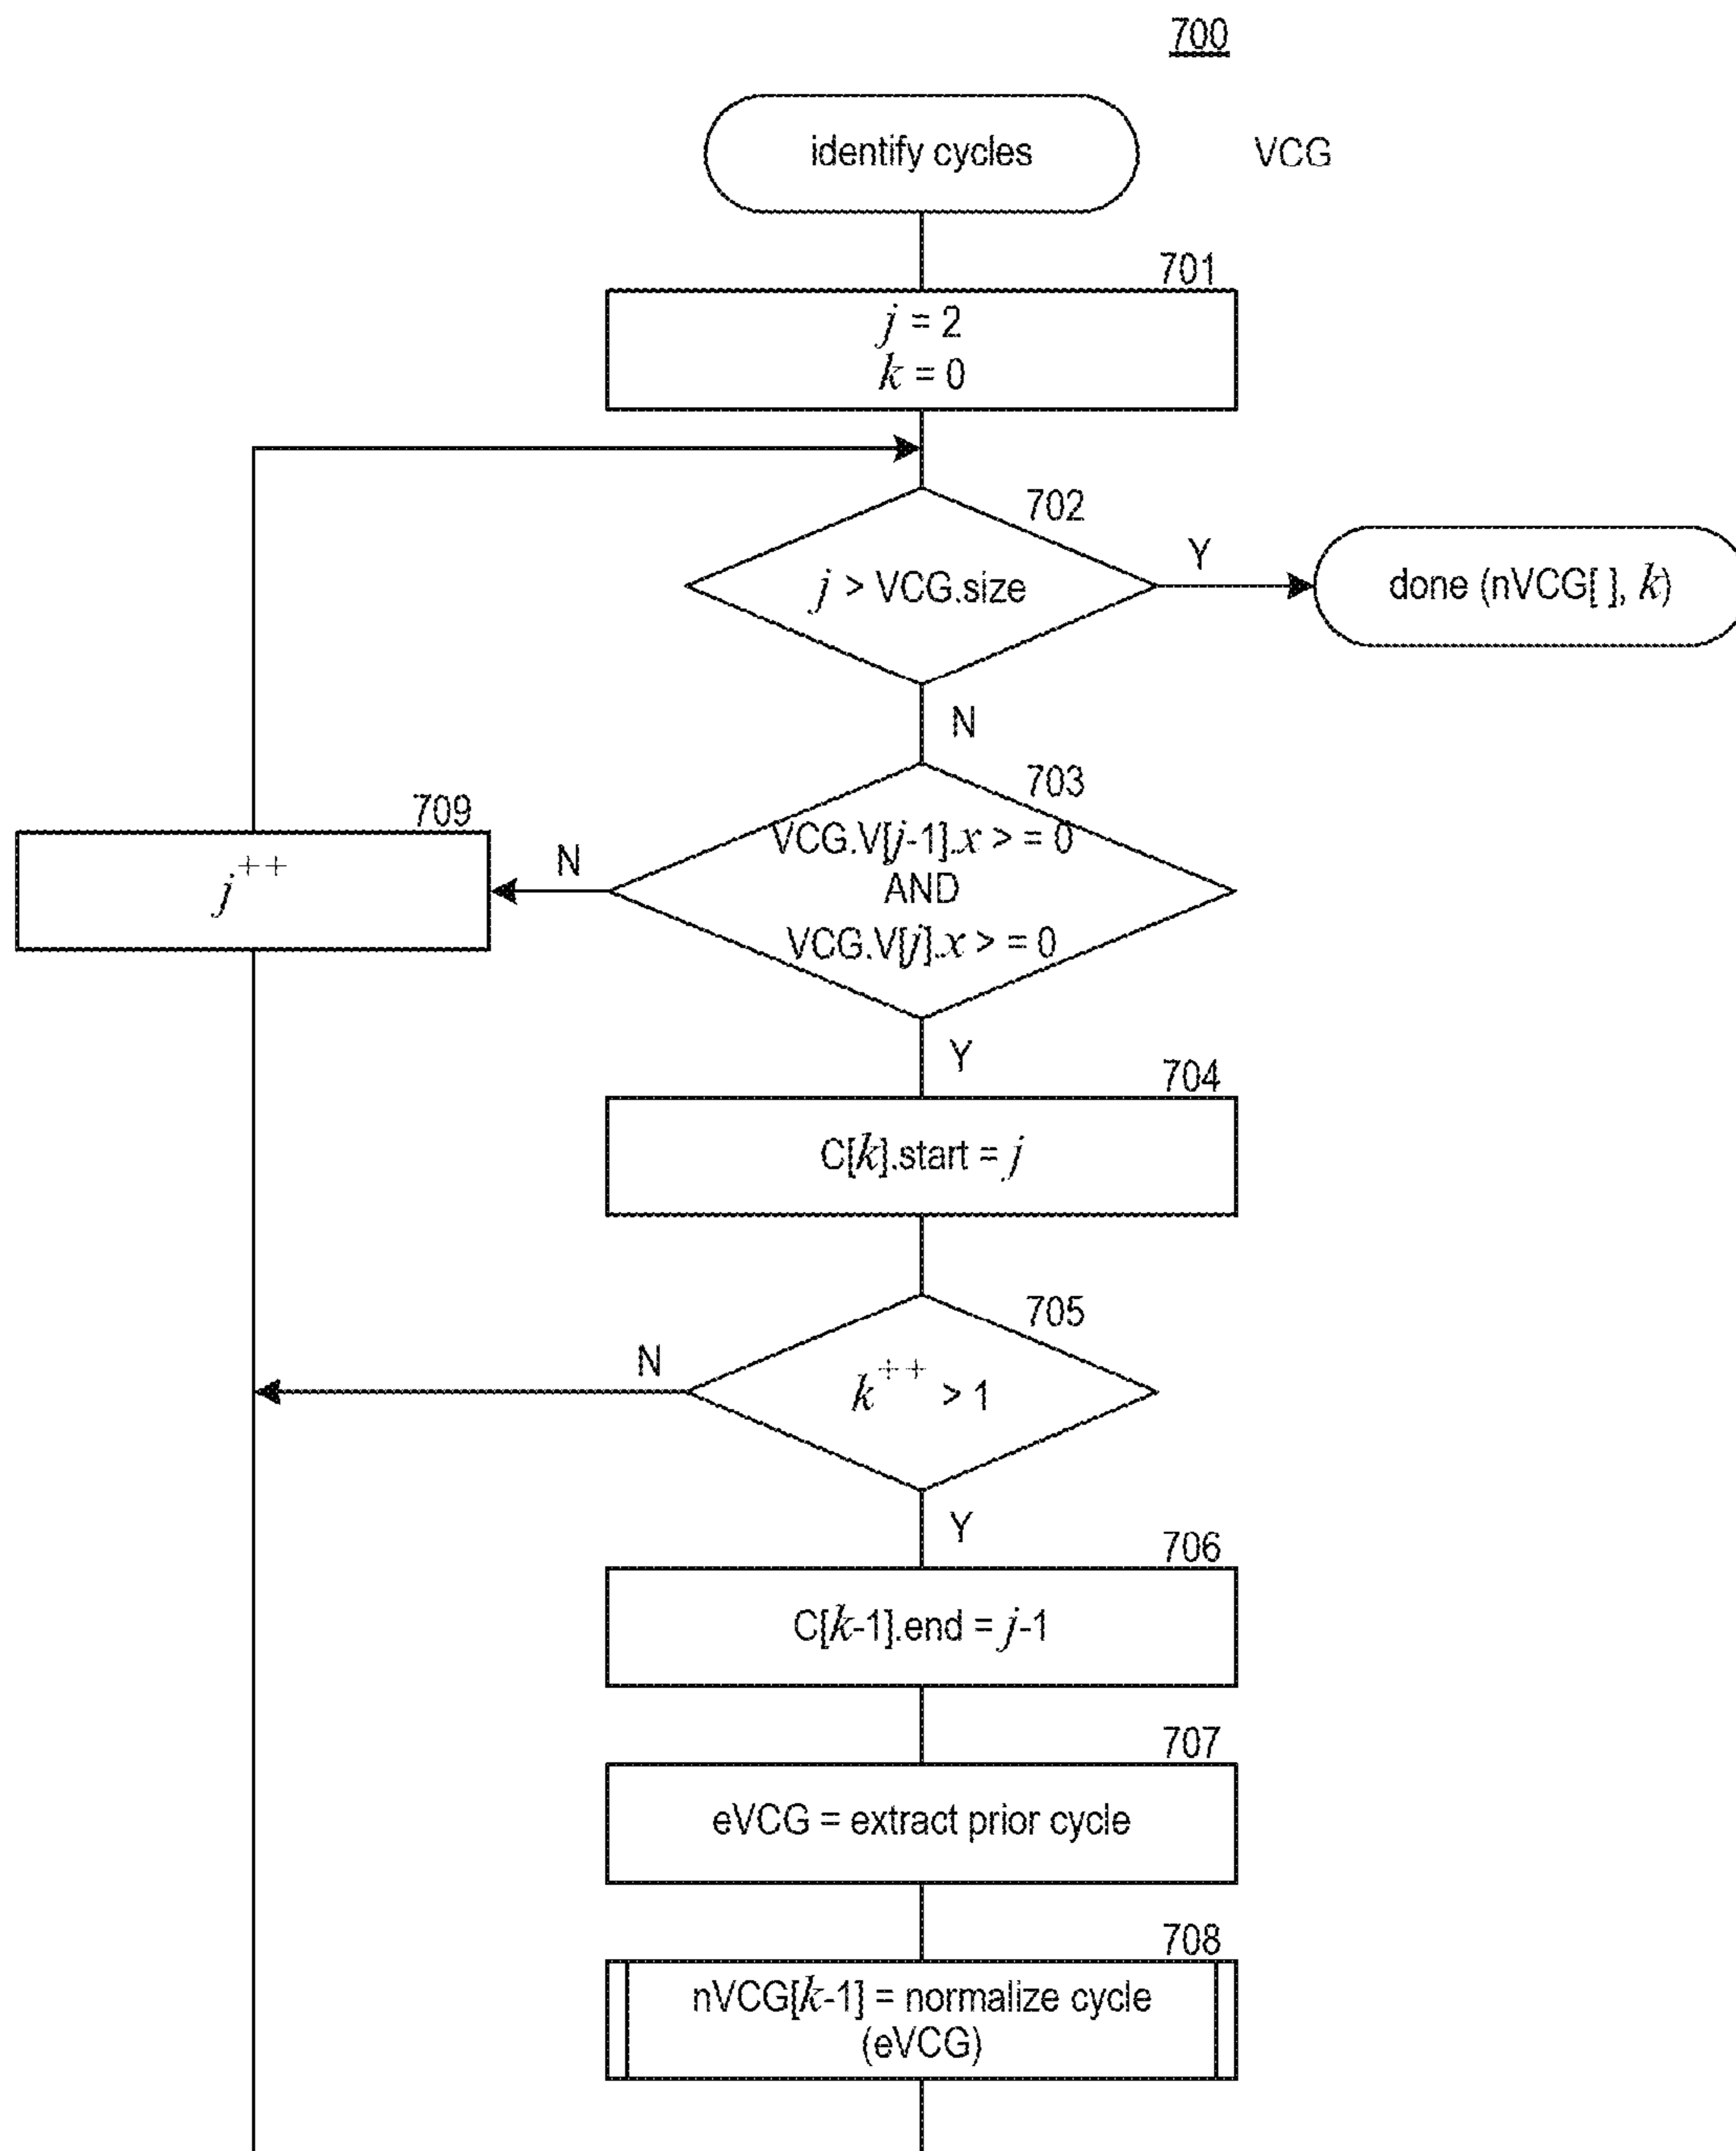 700
identify cycles
VCG
701
j = 2
k = 0
702
j > VCG.size
Y
done (nVCG[ ], k)
N
703
VCG.V[j-1].x > = 0
AND
VCG.V[j].x > = 0
N
709
j++
Y
704
C[k].start = j
705
k++ > 1
N
Y
706
C[k-1].end = j-1
707
eVCG = extract prior cycle
708
nVCG[k-1] = normalize cycle
(eVCG)